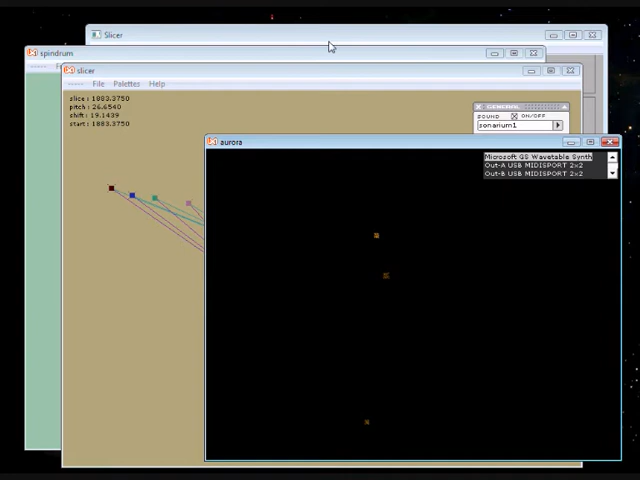 Slicer
spindrum
slicer
File Palettes Help
slice : 1883.3750
pitch : 26.6540
shift : 19.1439
start : 1883.3750
GENERAL
SOUND ON/OFF
sonarium1
aurora
Microsoft GS Wavetable Synth
Out-A USB MIDISPORT 2x2
Out-B USB MIDISPORT 2x2